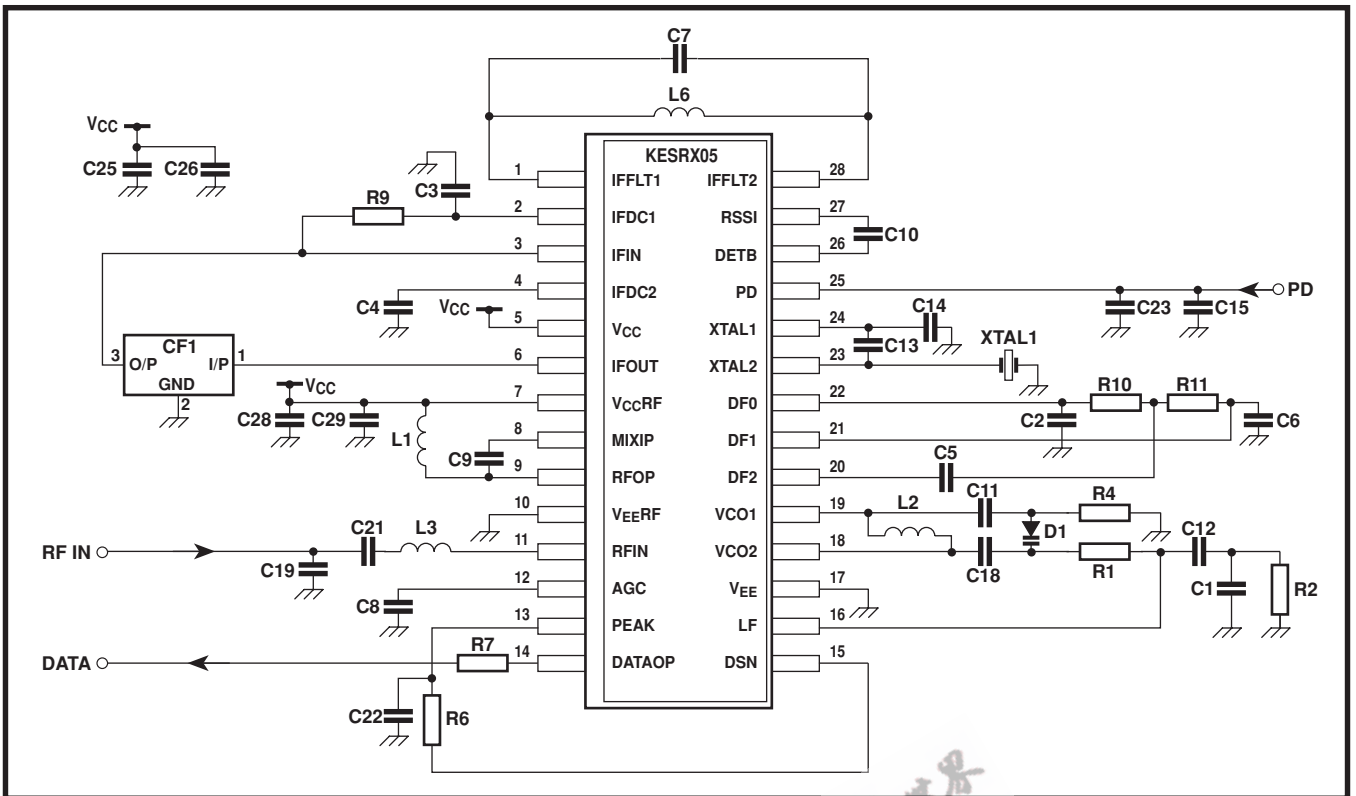 C7
L6
VCC
C25
C26
KESRX05
1
IFFLT1
IFFLT2
28
C3
R9
2
IFDC1
RSSI
27
C10
3
IFIN
DETB
26
4
IFDC2
PD
25
PD
C4
VCC
C23
C15
5
VCC
XTAL1
24
C14
C13
XTAL1
CF1
3
O/P
I/P
1
GND
2
6
IFOUT
XTAL2
23
VCC
R10
R11
7
VCCRF
DF0
22
C28
C29
L1
C2
C6
8
MIXIP
DF1
21
C9
C5
9
RFOP
DF2
20
C11
R4
10
VEERF
VCO1
19
L2
D1
C12
RF IN
C21
L3
11
RFIN
VCO2
18
C18
R1
C19
C1
R2
12
AGC
VEE
17
C8
13
PEAK
LF
16
DATA
R7
14
DATAOP
DSN
15
C22
R6